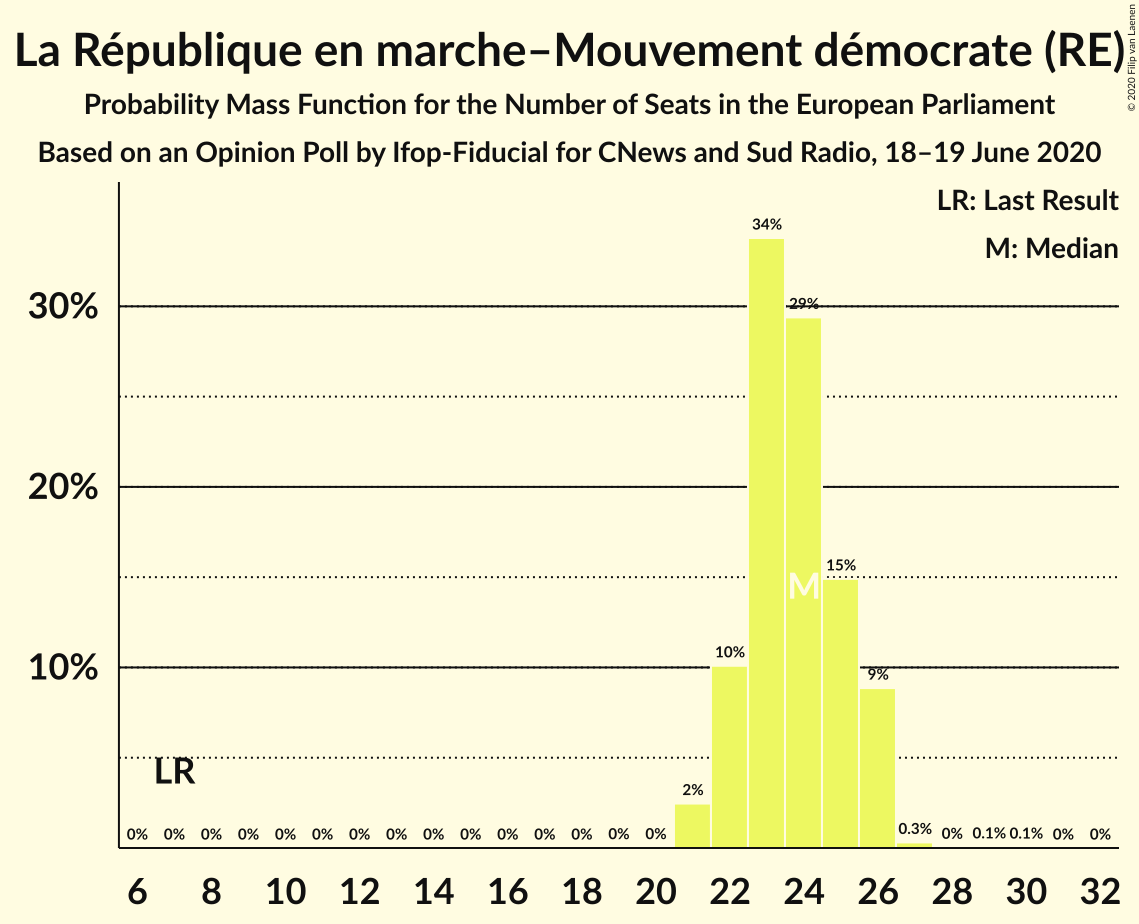 La République en marche–Mouvement démocrate (RE)
© 2020 Filip van Laenen
Probability Mass Function for the Number of Seats in the European Parliament
Based on an Opinion Poll by Ifop-Fiducial for CNews and Sud Radio, 18–19 June 2020
LR: Last Result
M: Median
34%
30%
29%
20%
M
15%
10%
10%
9%
LR
2%
0% 0% 0% 0% 0% 0% 0% 0% 0% 0% 0% 0% 0% 0% 0% 0.3% 0% 0.1% 0.1% 0% 0%
6 8 10 12 14 16 18 20 22 24 26 28 30 32